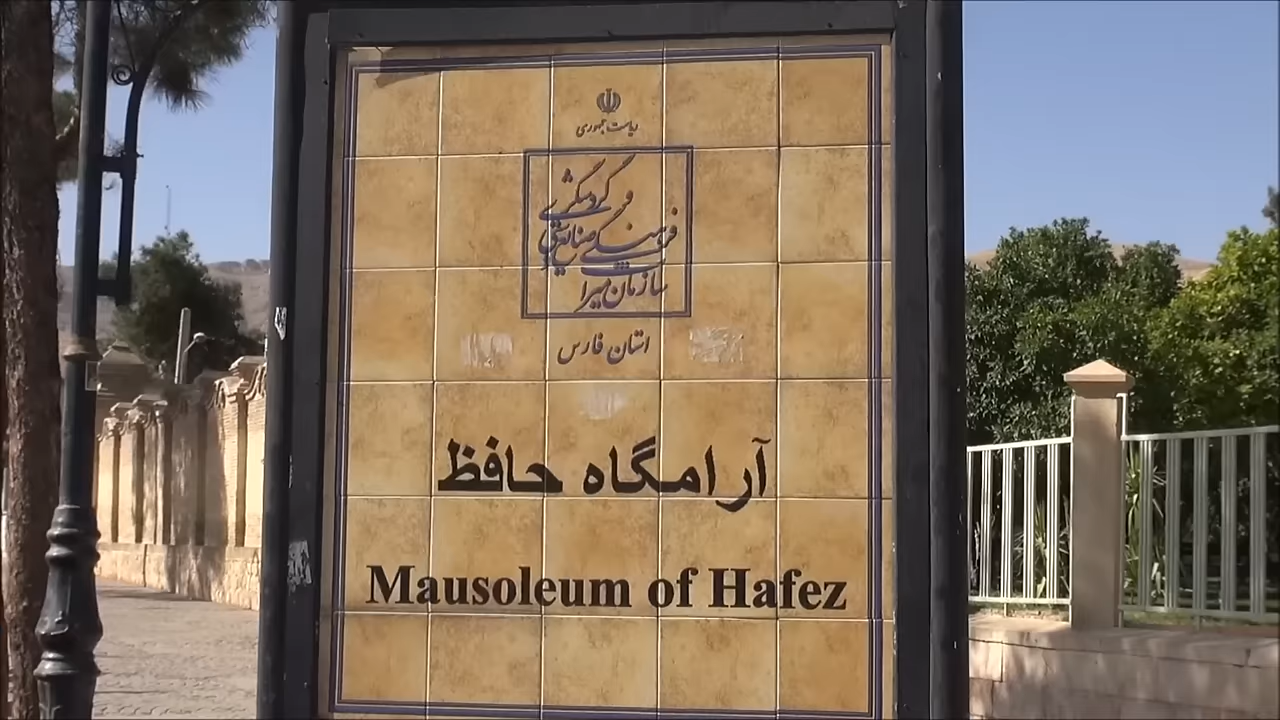 ریاست جمهوری
سازمان میراث
فرهنگی صنایع دستی و
گردشگری
استان فارس
آرامگاه حافظ
Mausoleum of Hafez